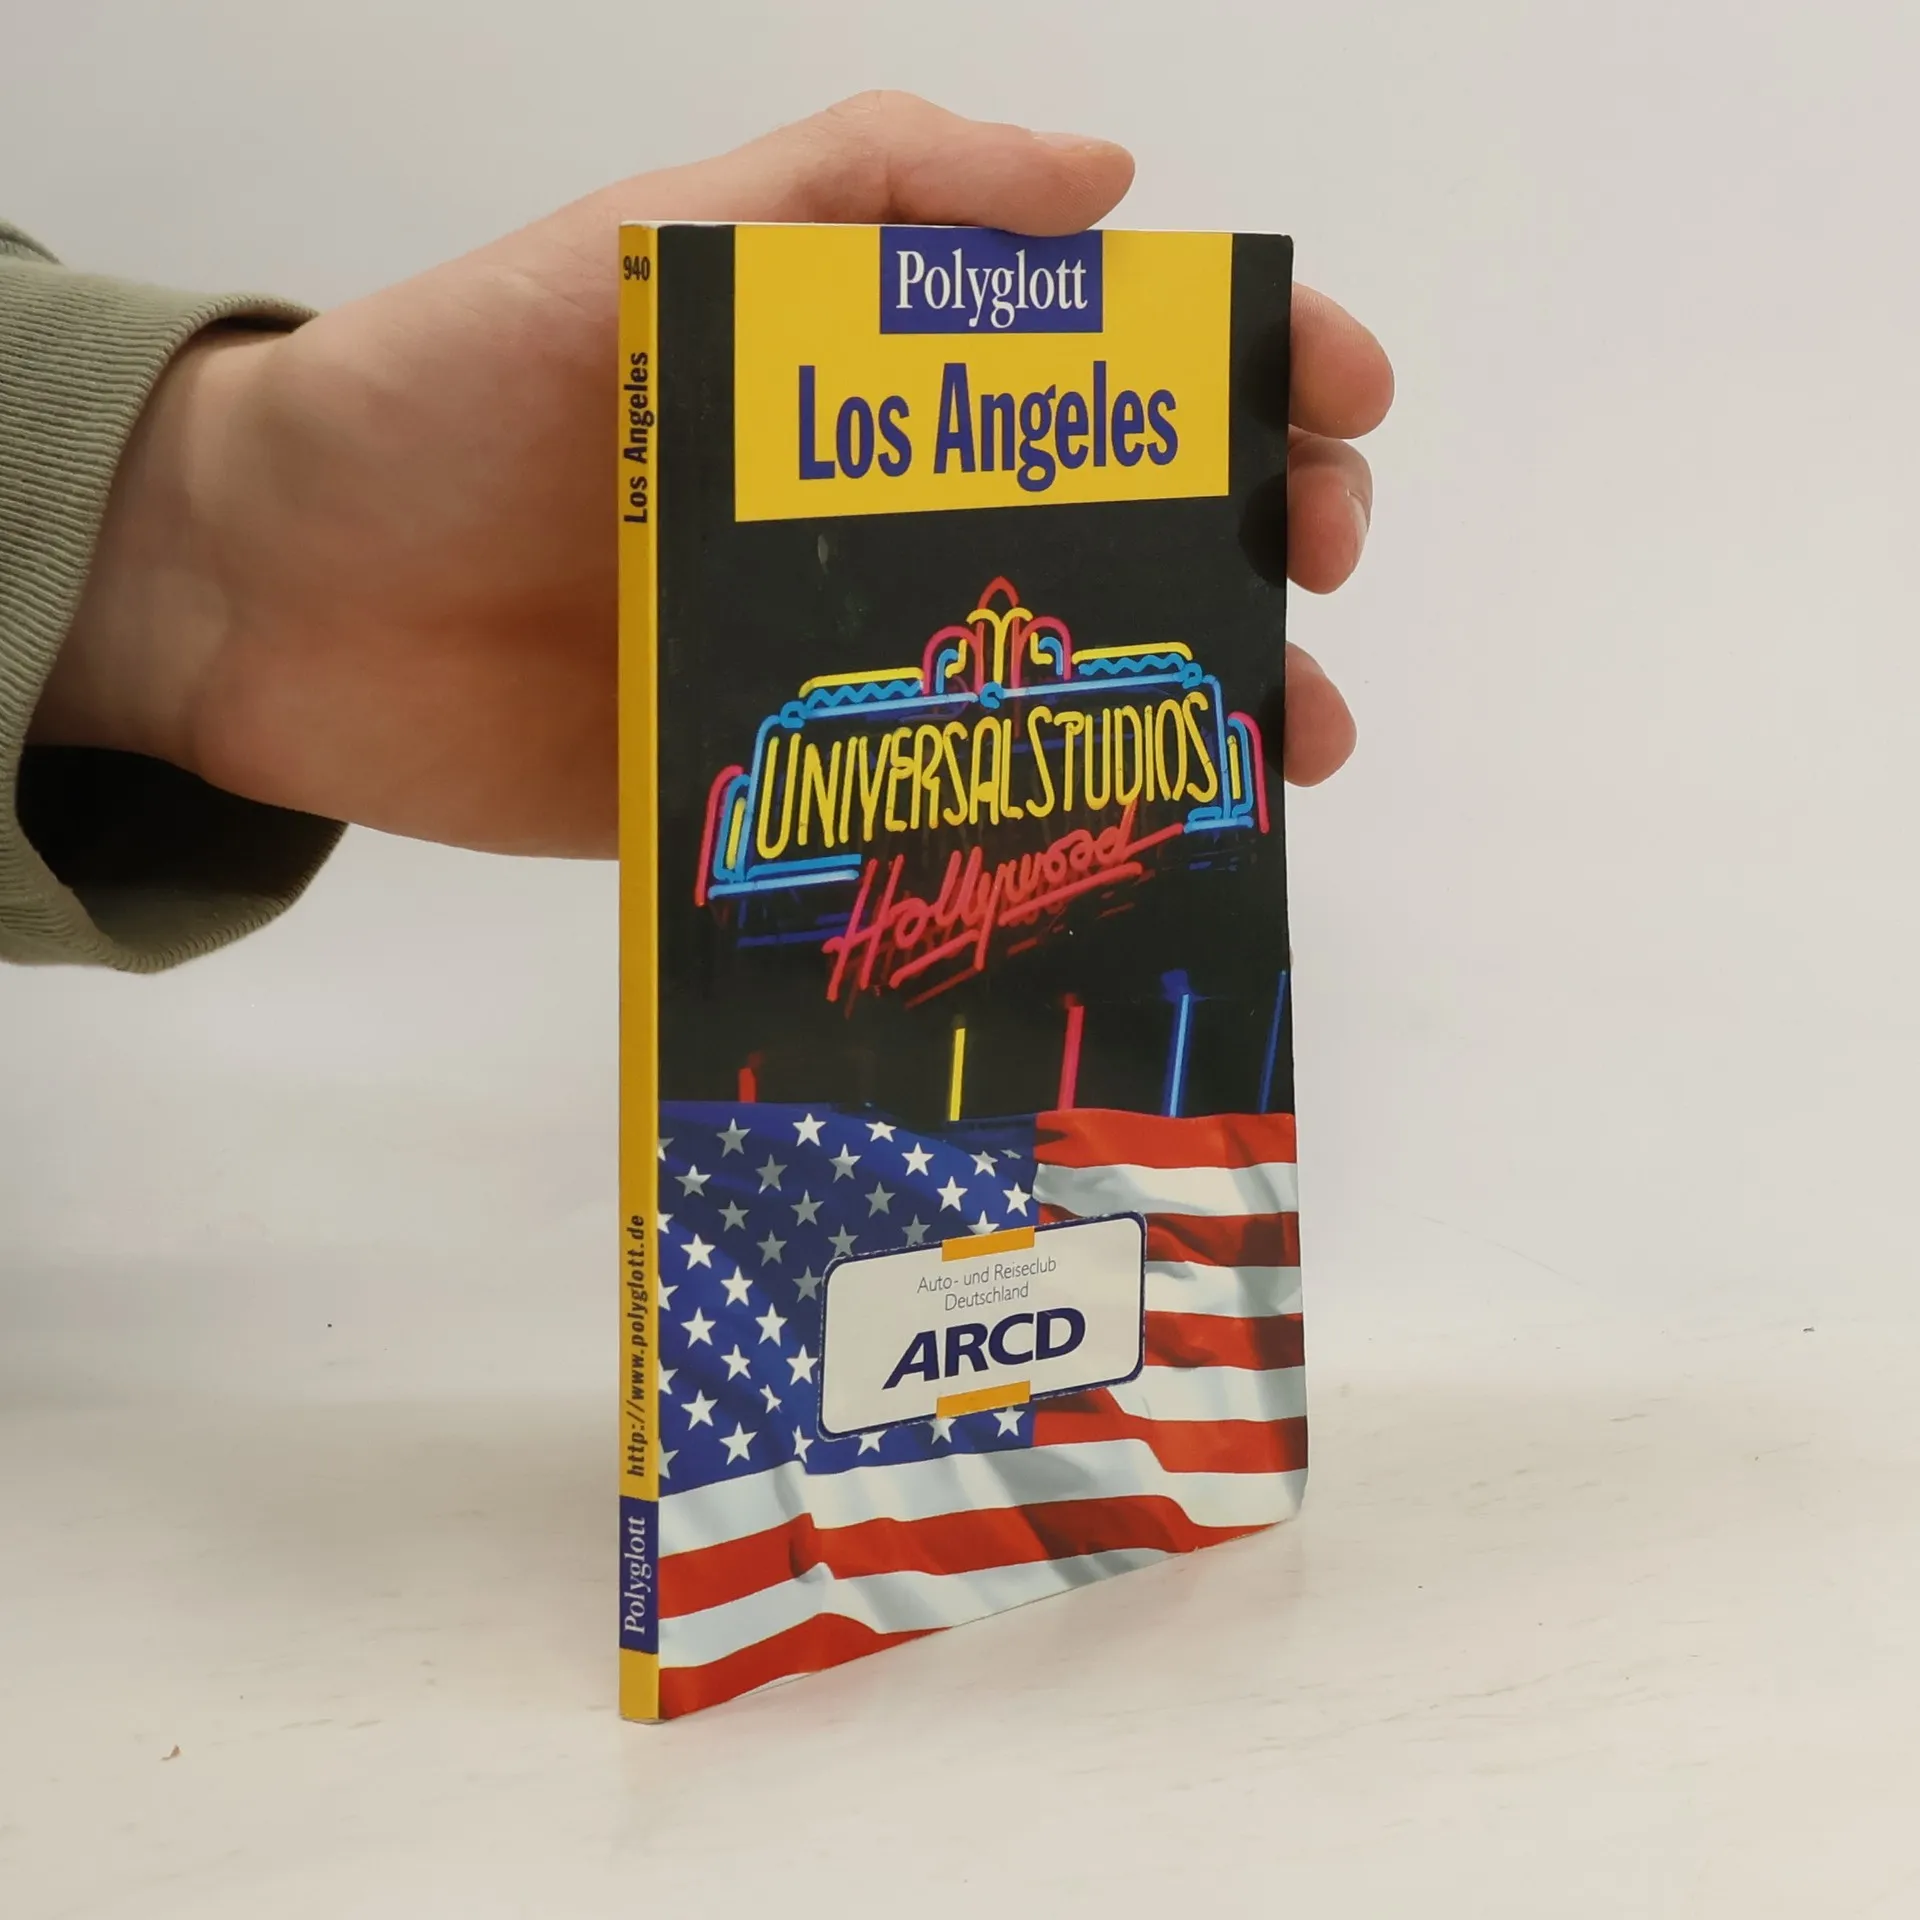 940
Los Angeles
http://www.polyglott.de
Polyglott
Polyglott
Los Angeles
UNIVERSAL STUDIOS
Hollywood
Auto- und Reiseclub
Deutschland
ARCD